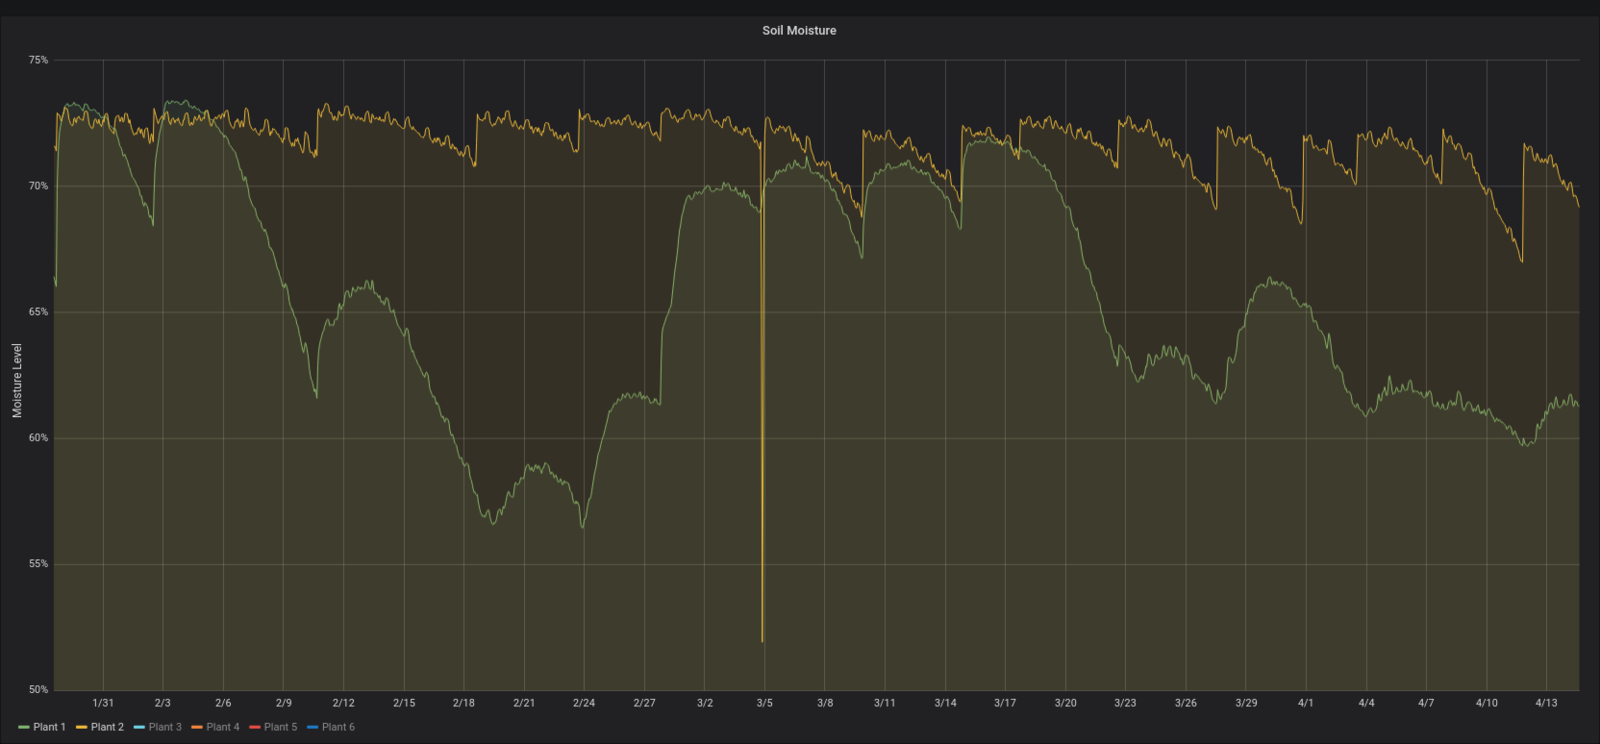 Soil Moisture
75%
70%
65%
60%
55%
50%
Moisture Level
1/31 2/3 2/6 2/9 2/12 2/15 2/18 2/21 2/24 2/27 3/2 3/5 3/8 3/11 3/14 3/17 3/20 3/23 3/26 3/29 4/1 4/4 4/7 4/10 4/13
Plant 1 Plant 2 Plant 3 Plant 4 Plant 5 Plant 6